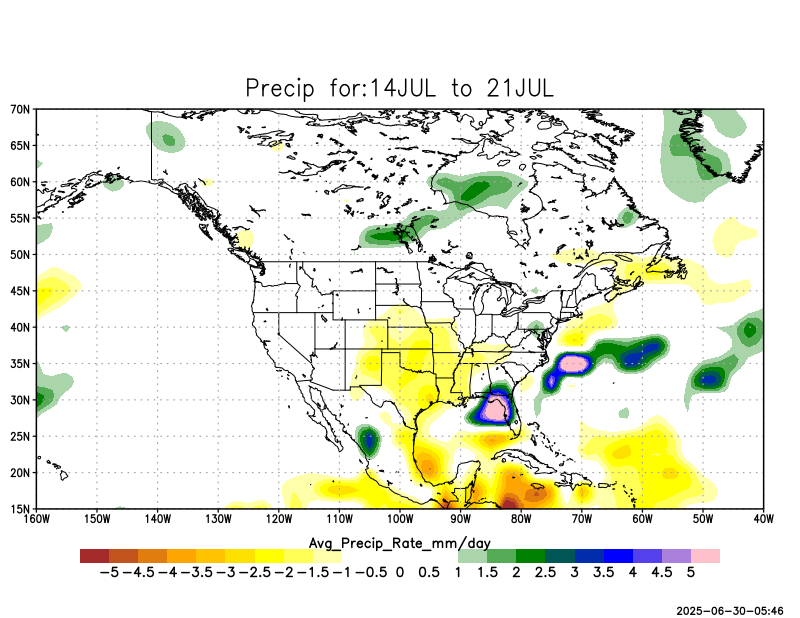 Precip for:14JUL to 21JUL
70N
65N
60N
55N
50N
45N
40N
35N
30N
25N
20N
15N
160W 150W 140W 130W 120W 110W 100W 90W 80W 70W 60W 50W 40W
Avg_Precip_Rate_mm/day
-5 -4.5 -4 -3.5 -3 -2.5 -2 -1.5 -1 -0.5 0 0.5 1 1.5 2 2.5 3 3.5 4 4.5 5
2025-06-30-05:46